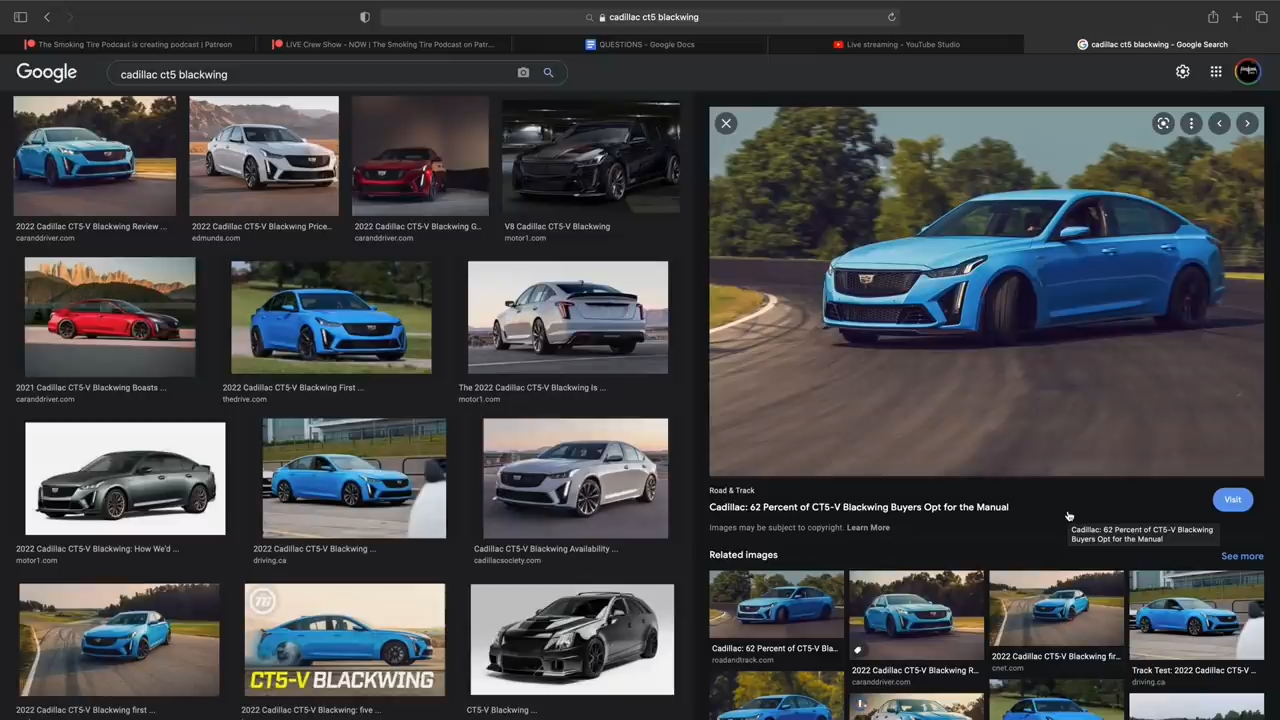 cadillac ct5 blackwing
The Smoking Tire Podcast is creating podcast | Patreon
LIVE Crew Show - NOW | The Smoking Tire Podcast on Patr...
QUESTIONS - Google Docs
Live streaming - YouTube Studio
cadillac ct5 blackwing - Google Search
Google
cadillac ct5 blackwing
2022 Cadillac CT5-V Blackwing Review ...
caranddriver.com
2022 Cadillac CT5-V Blackwing Price...
edmunds.com
2022 Cadillac CT5-V Blackwing G...
caranddriver.com
V8 Cadillac CT5-V Blackwing
motor1.com
2021 Cadillac CT5-V Blackwing Boasts ...
caranddriver.com
2022 Cadillac CT5-V Blackwing First ...
thedrive.com
The 2022 Cadillac CT5-V Blackwing Is ...
motor1.com
2022 Cadillac CT5-V Blackwing: How We'd ...
motor1.com
2022 Cadillac CT5-V Blackwing ...
driving.ca
Cadillac CT5-V Blackwing Availability ...
cadillacsociety.com
2022 Cadillac CT5-V Blackwing first ...
TG
CT5-V BLACKWING
2022 Cadillac CT5-V Blackwing: five ...
CT5-V Blackwing ...
Road & Track
Cadillac: 62 Percent of CT5-V Blackwing Buyers Opt for the Manual
Visit
Images may be subject to copyright. Learn More
Cadillac: 62 Percent of CT5-V Blackwing
Buyers Opt for the Manual
Related images
See more
Cadillac: 62 Percent of CT5-V Bla...
roadandtrack.com
2022 Cadillac CT5-V Blackwing R...
caranddriver.com
2022 Cadillac CT5-V Blackwing fir...
cnet.com
Track Test: 2022 Cadillac CT5-V ...
driving.ca